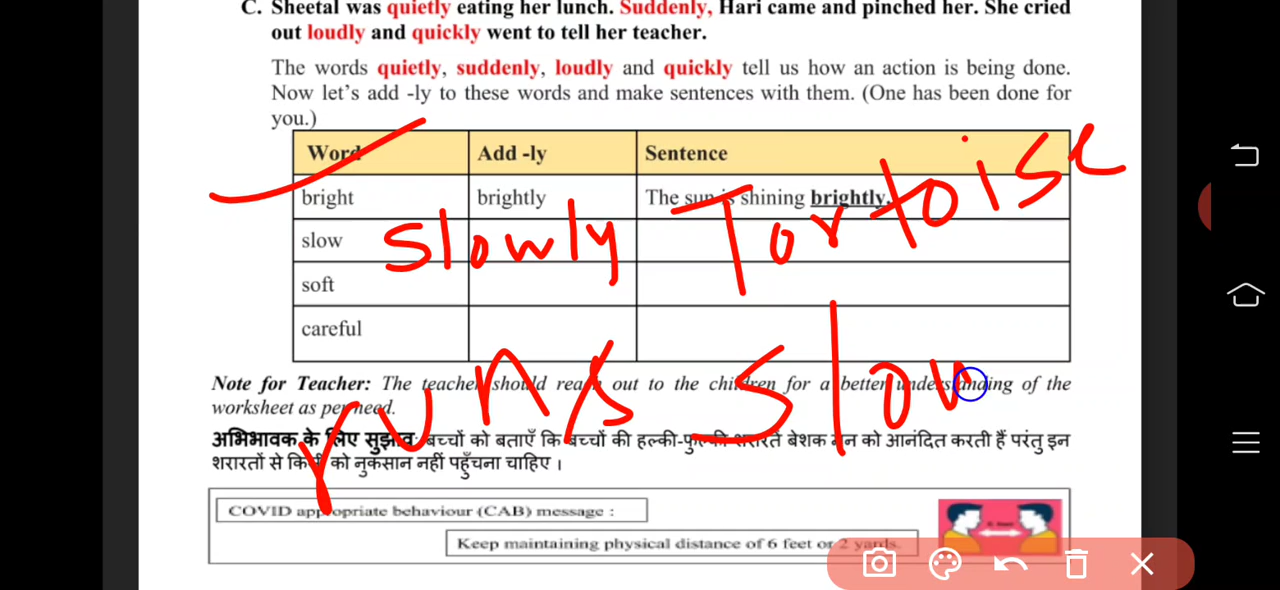 C. Sheetal was quietly eating her lunch. Suddenly, Hari came and pinched her. She cried
out loudly and quickly went to tell her teacher.
The words quietly, suddenly, loudly and quickly tell us how an action is being done.
Now let's add -ly to these words and make sentences with them. (One has been done for
you.)
Word Add -ly Sentence
bright brightly The sun is shining brightly.
slow slowly Tortoise
soft
careful
runs slow
Note for Teacher: The teacher should reach out to the children for a better understanding of the
worksheet as per need.
अभिभावक के लिए सुझाव: बच्चों को बताएँ कि बच्चों की हल्की-फुल्की शरारतें बेशक मन को आनंदित करती हैं परंतु इन
शरारतों से किसी को नुकसान नहीं पहुँचना चाहिए ।
COVID appropriate behaviour (CAB) message :
Keep maintaining physical distance of 6 feet or 2 yards.